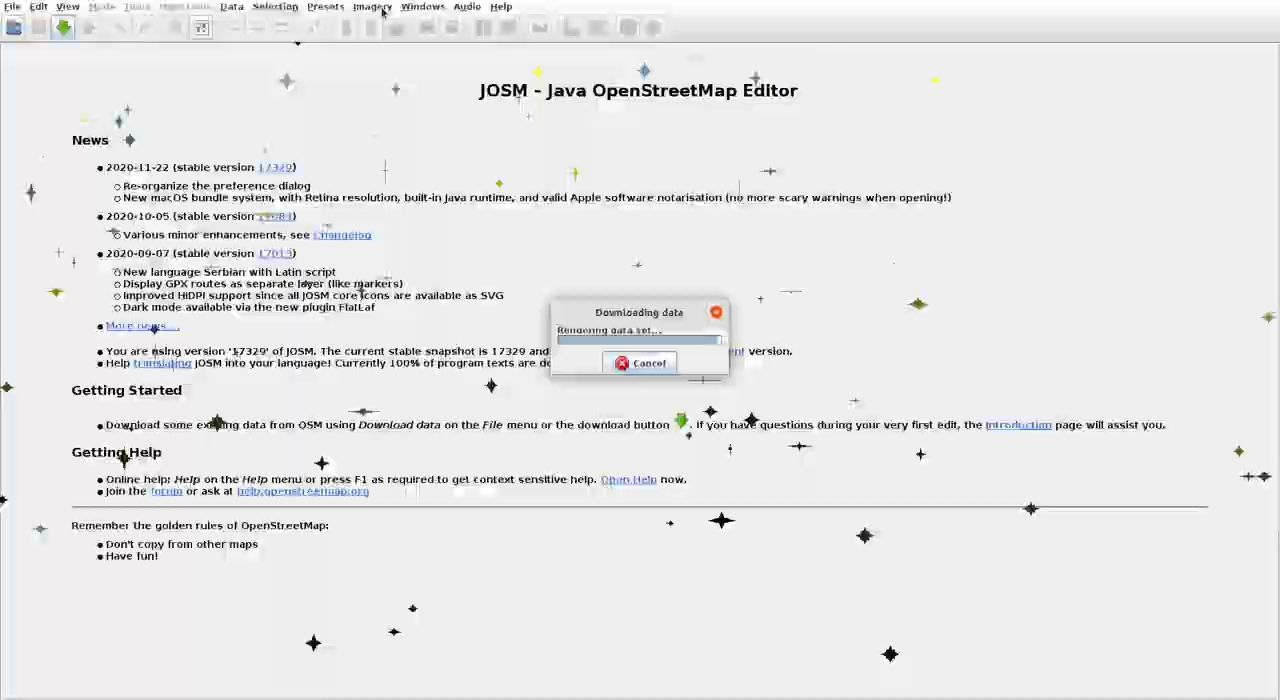 File Edit View Mode Tools Data Selection Presets Imagery Windows Audio Help
JOSM - Java OpenStreetMap Editor
News
2020-11-22 (stable version 17329)
Re-organize the preference dialog
New macOS bundle system, with Retina resolution, built-in Java runtime, and valid Apple software notarisation (no more scary warnings when opening!)
2020-10-05 (stable version
Various minor enhancements, see Changelog
2020-09-07 (stable version 17013)
New language Serbian with Latin script
Display GPX routes as separate layer (like markers)
Improved HiDPI support since all JOSM core icons are available as SVG
Dark mode available via the new plugin FlatLaf
More news...
You are using version '17329' of JOSM. The current stable snapshot is 17329 and version.
Help translating JOSM into your language! Currently 100% of program texts are
Downloading data
Rendering data set...
Cancel
Getting Started
Download some existing data from OSM using Download data on the File menu or the download button . If you have questions during your very first edit, the Introduction page will assist you.
Getting Help
Online help: Help on the Help menu or press F1 as required to get context sensitive help. Open Help now.
Join the forum or ask at help.openstreetmap.org
Remember the golden rules of OpenStreetMap:
Don't copy from other maps
Have fun!